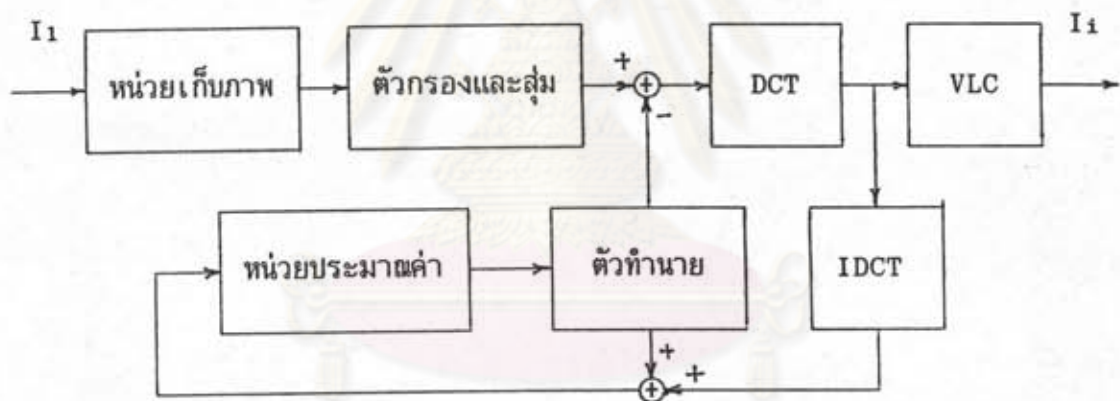 I1
Ii
หน่วยเก็บภาพ
ตัวกรองและสุ่ม
+
+
-
DCT
VLC
หน่วยประมาณค่า
ตัวทำนาย
IDCT
+
+
+